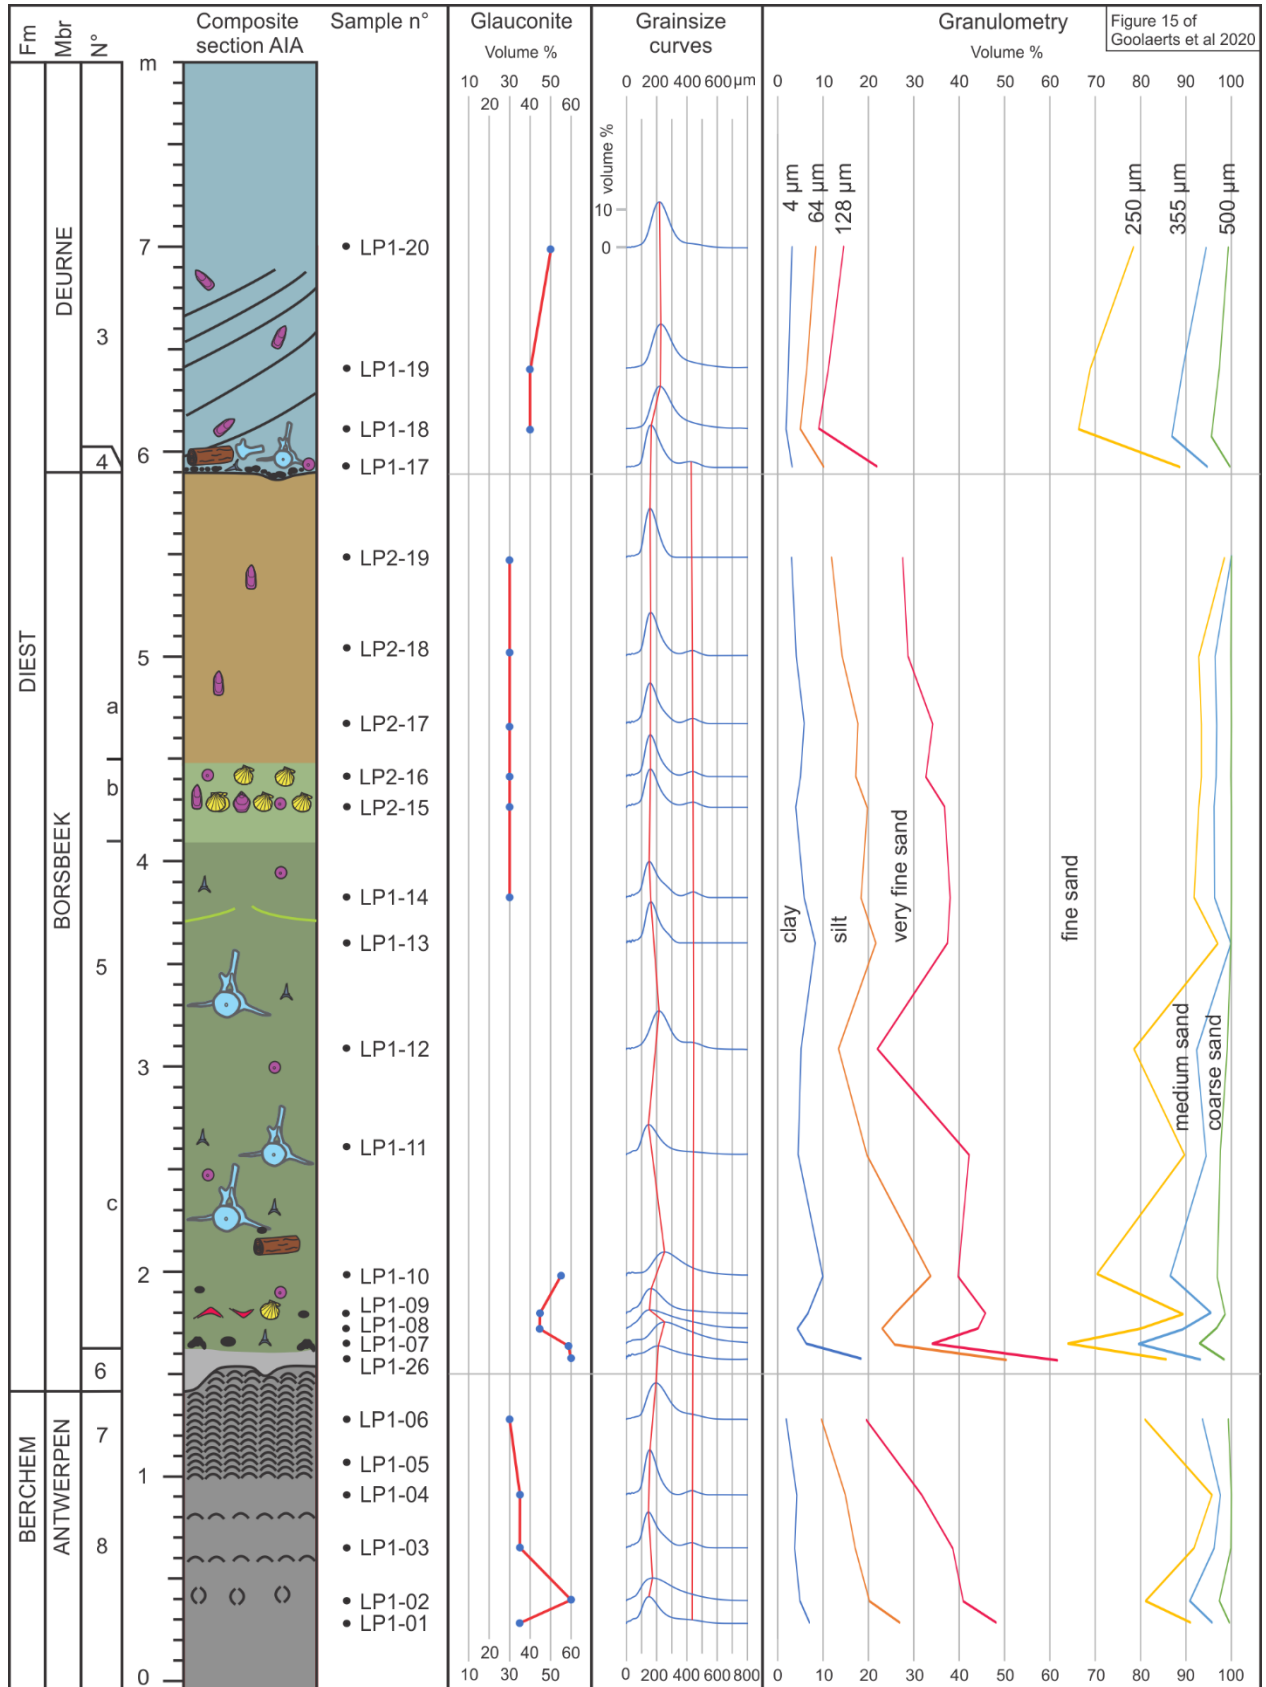 Fm
Mbr
N°
Composite
section AIA
Sample n°
Glauconite
Volume %
Grainsize
curves
Granulometry
Volume %
Figure 15 of
Goolaerts et al 2020
m
10 30 50
20 40 60
0 200 400 600 µm
0 10 20 30 40 50 60 70 80 90 100
volume %
10
0
4 µm
64 µm
128 µm
250 µm
355 µm
500 µm
7
6
5
4
3
2
1
0
DIEST
BERCHEM
DEURNE
BORSBEEK
ANTWERPEN
3
4
a
b
5
c
6
7
8
LP1-20
LP1-19
LP1-18
LP1-17
LP2-19
LP2-18
LP2-17
LP2-16
LP2-15
LP1-14
LP1-13
LP1-12
LP1-11
LP1-10
LP1-09
LP1-08
LP1-07
LP1-26
LP1-06
LP1-05
LP1-04
LP1-03
LP1-02
LP1-01
clay
silt
very fine sand
fine sand
medium sand
coarse sand
20 40 60
10 30 50
0 200 400 600 800
0 10 20 30 40 50 60 70 80 90 100